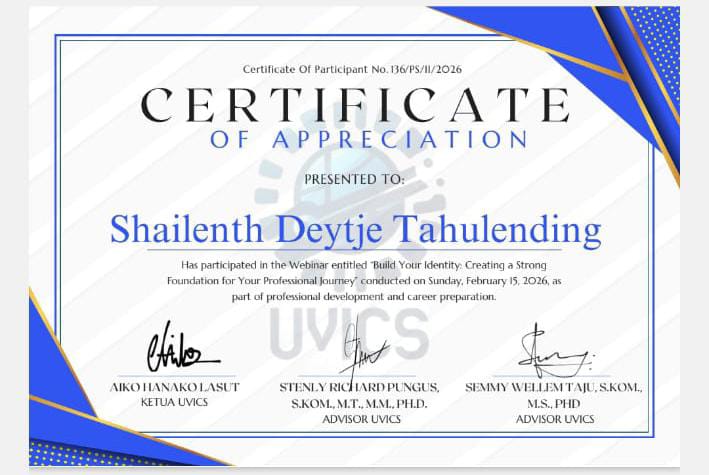 Certificate Of Participant No. 136/PS/II/2026
CERTIFICATE
OF APPRECIATION
PRESENTED TO:
Shailenth Deytje Tahulending
Has participated in the Webinar entitled "Build Your Identity: Creating a Strong
Foundation for Your Professional Journey" conducted on Sunday, February 15, 2026, as
part of professional development and career preparation.
UVICS
AIKO HANAKO LASUT
KETUA UVICS
STENLY RICHARD PUNGUS,
S.KOM., M.T., M.M., PH.D.
ADVISOR UVICS
SEMMY WELLEM TAJU, S.KOM.,
M.S., PHD
ADVISOR UVICS